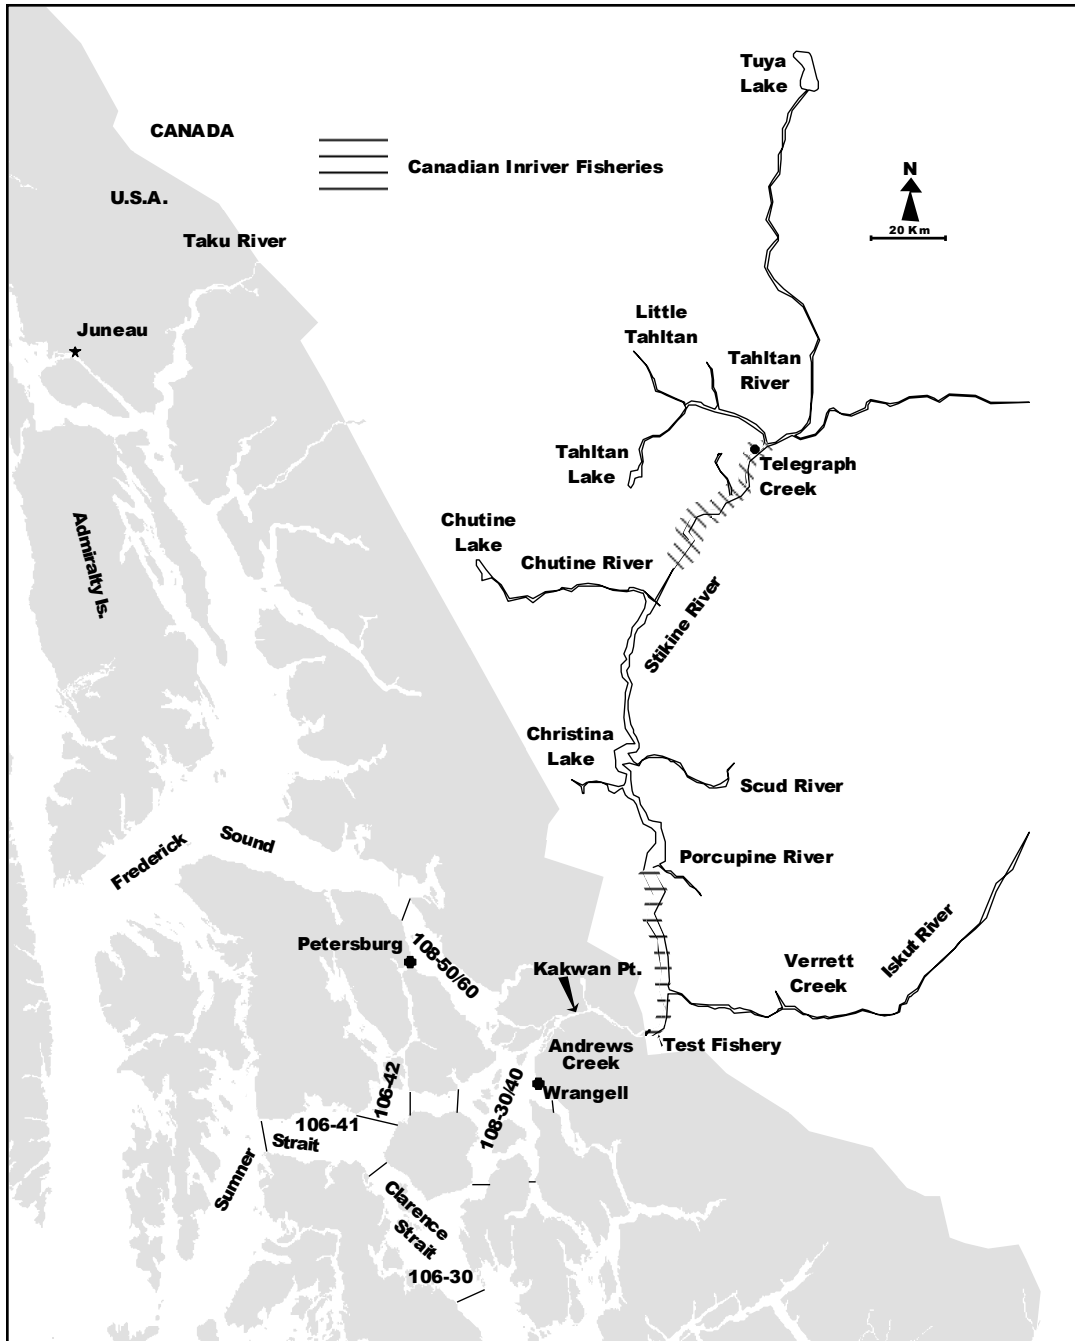 Tuya
Lake
CANADA
Canadian Inriver Fisheries
N
U.S.A.
20 Km
Taku River
Juneau
Little
Tahltan
Tahltan
River
Tahltan
Lake
Telegraph
Creek
Chutine
Lake
Chutine River
Admiralty Is.
Stikine River
Christina
Lake
Scud River
Frederick
Sound
Porcupine River
Petersburg
108-50/60
Kakwan Pt.
Verrett
Creek
Iskut River
Andrews
Creek
Test Fishery
Wrangell
106-42
108-30/40
106-41
Strait
Sumner
Clarence
Strait
106-30